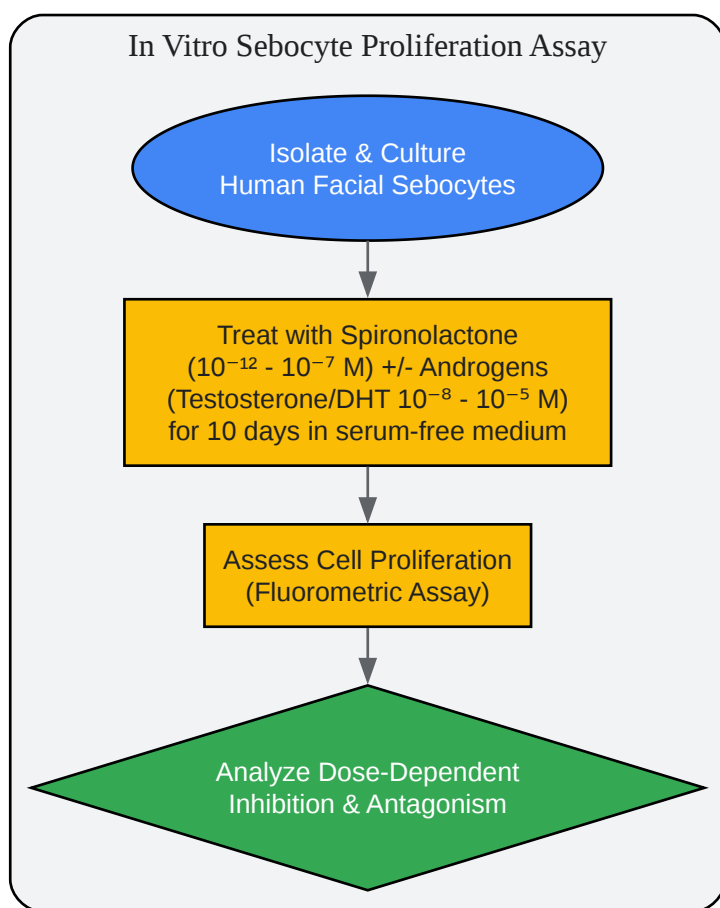 In Vitro Sebocyte Proliferation Assay
Isolate & Culture
Human Facial Sebocytes
Treat with Spironolactone
(10⁻¹² - 10⁻⁷ M) +/- Androgens
(Testosterone/DHT 10⁻⁸ - 10⁻⁵ M)
for 10 days in serum-free medium
Assess Cell Proliferation
(Fluorometric Assay)
Analyze Dose-Dependent
Inhibition & Antagonism